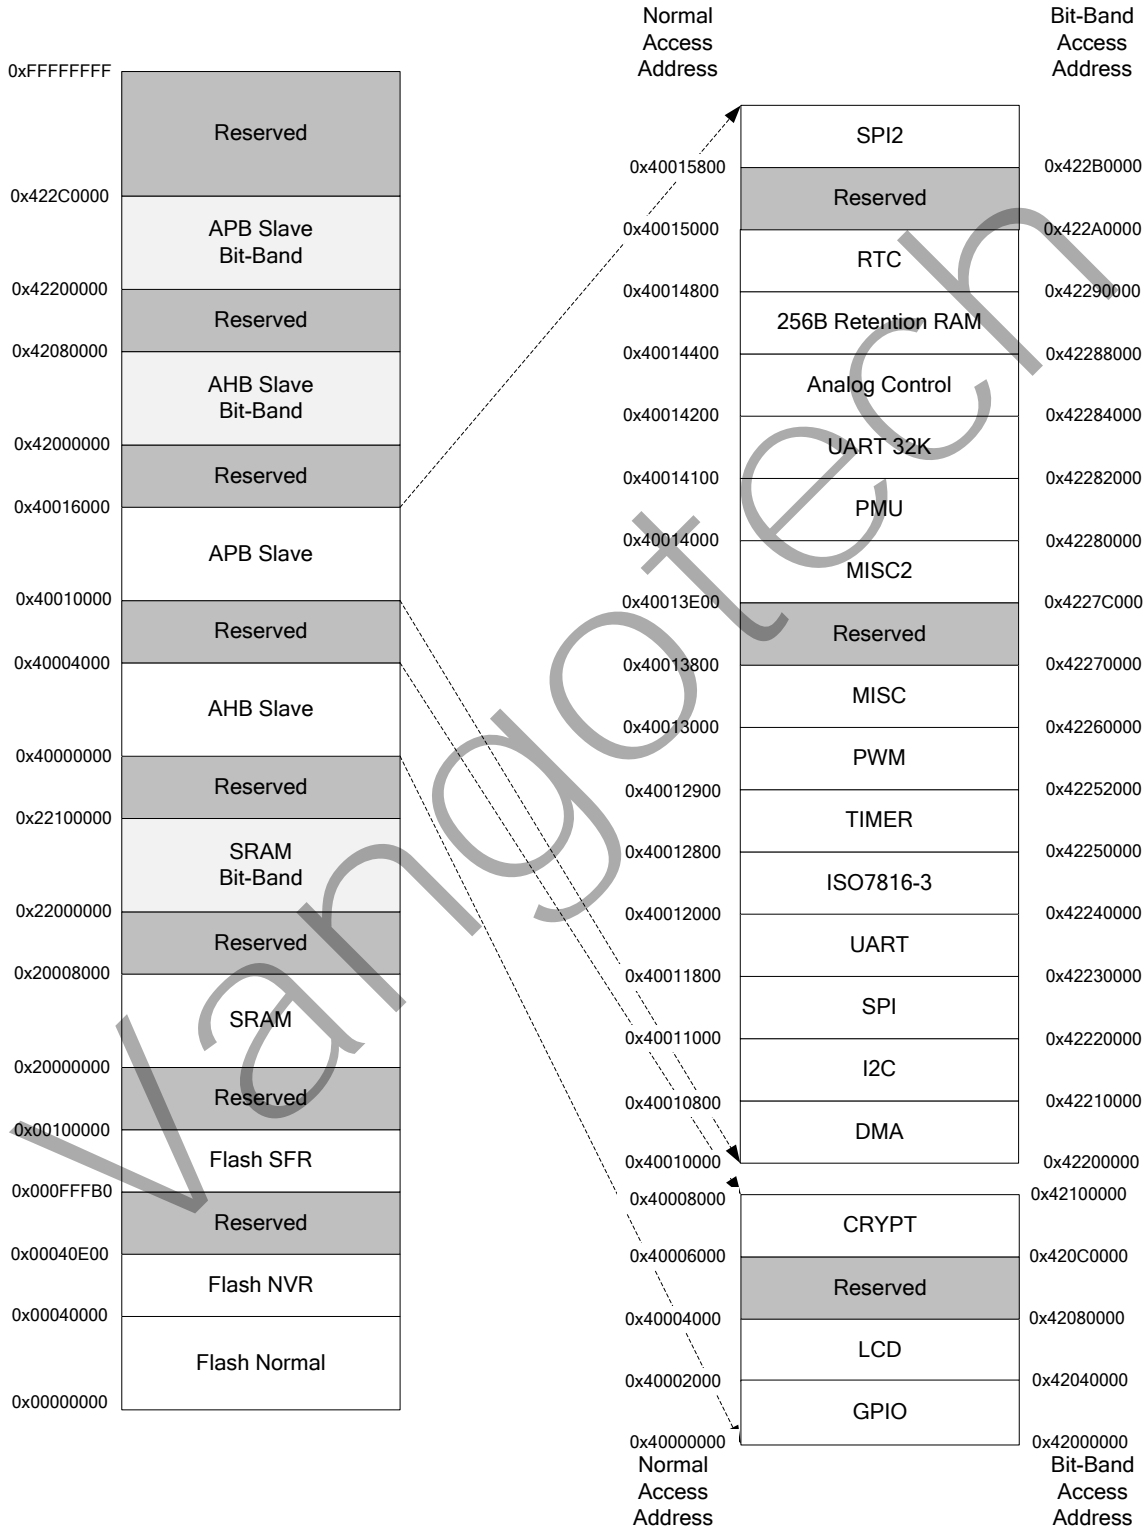 Normal
Access
Address
Bit-Band
Access
Address
0xFFFFFFFF
Reserved
0x422C0000
APB Slave
Bit-Band
0x42200000
Reserved
0x42080000
AHB Slave
Bit-Band
0x42000000
Reserved
0x40016000
APB Slave
0x40010000
Reserved
0x40004000
AHB Slave
0x40000000
Reserved
0x22100000
SRAM
Bit-Band
0x22000000
Reserved
0x20008000
SRAM
0x20000000
Reserved
0x00100000
Flash SFR
0x000FFFB0
Reserved
0x00040E00
Flash NVR
0x00040000
Flash Normal
0x00000000
SPI2
0x40015800 0x422B0000
Reserved
0x40015000 0x422A0000
RTC
0x40014800 0x42290000
256B Retention RAM
0x40014400 0x42288000
Analog Control
0x40014200 0x42284000
UART 32K
0x40014100 0x42282000
PMU
0x40014000 0x42280000
MISC2
0x40013E00 0x4227C000
Reserved
0x40013800 0x42270000
MISC
0x40013000 0x42260000
PWM
0x40012900 0x42252000
TIMER
0x40012800 0x42250000
ISO7816-3
0x40012000 0x42240000
UART
0x40011800 0x42230000
SPI
0x40011000 0x42220000
I2C
0x40010800 0x42210000
DMA
0x40010000 0x42200000
0x40008000 0x42100000
CRYPT
0x40006000 0x420C0000
Reserved
0x40004000 0x42080000
LCD
0x40002000 0x42040000
GPIO
0x40000000 0x42000000
Normal
Access
Address
Bit-Band
Access
Address
Vangotech